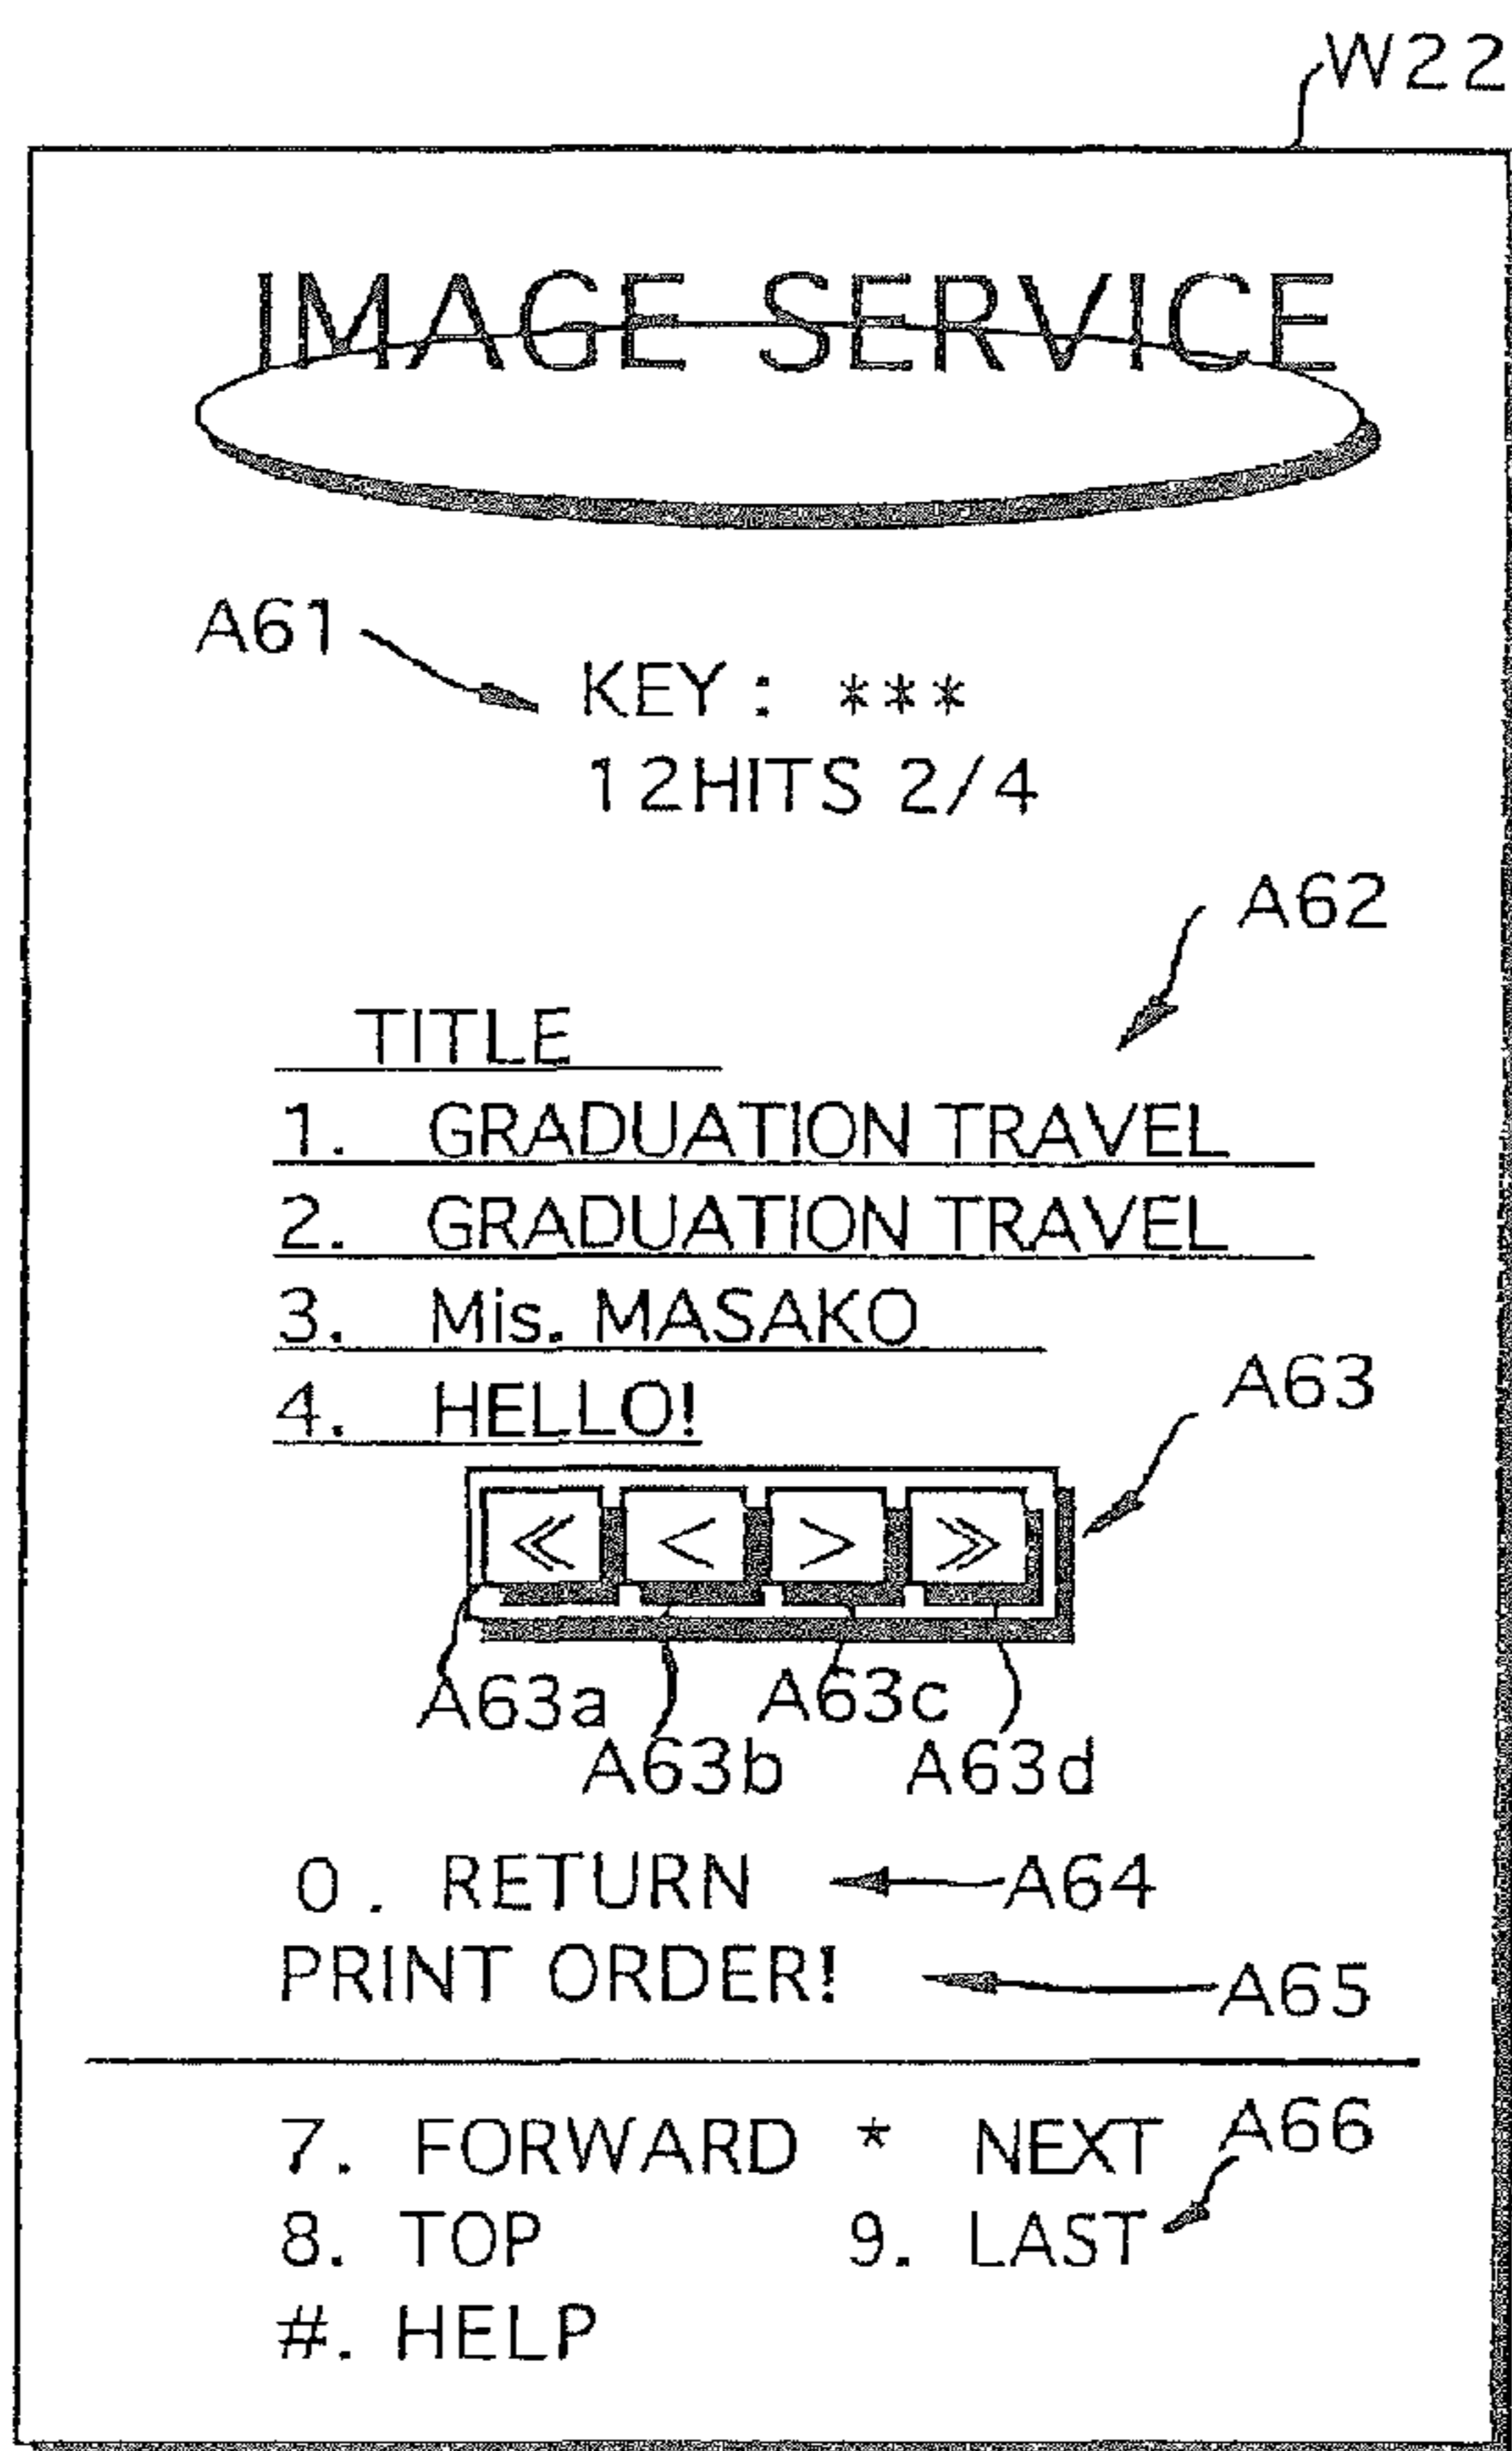 W22
IMAGE SERVICE
A61
KEY : ***
12HITS 2/4
A62
TITLE
1. GRADUATION TRAVEL
2. GRADUATION TRAVEL
3. Mis. MASAKO
4. HELLO!
A63
≪ < > ≫
A63a A63c
A63b A63d
0. RETURN A64
PRINT ORDER! A65
7. FORWARD * NEXT A66
8. TOP 9. LAST
#. HELP